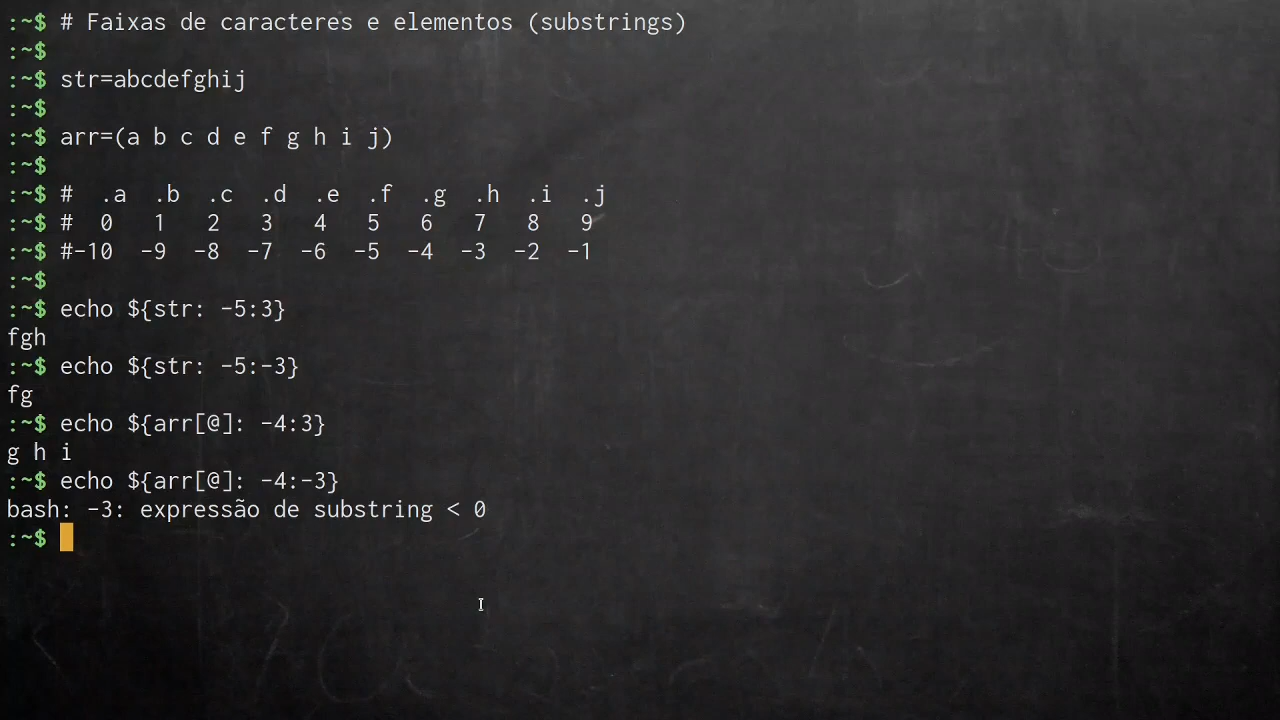 :~$ # Faixas de caracteres e elementos (substrings)
:~$
:~$ str=abcdefghij
:~$
:~$ arr=(a b c d e f g h i j)
:~$
:~$ #  .a  .b  .c  .d  .e  .f  .g  .h  .i  .j
:~$ #  0   1   2   3   4   5   6   7   8   9
:~$ #-10  -9  -8  -7  -6  -5  -4  -3  -2  -1
:~$
:~$ echo ${str: -5:3}
fgh
:~$ echo ${str: -5:-3}
fg
:~$ echo ${arr[@]: -4:3}
g h i
:~$ echo ${arr[@]: -4:-3}
bash: -3: expressão de substring < 0
:~$